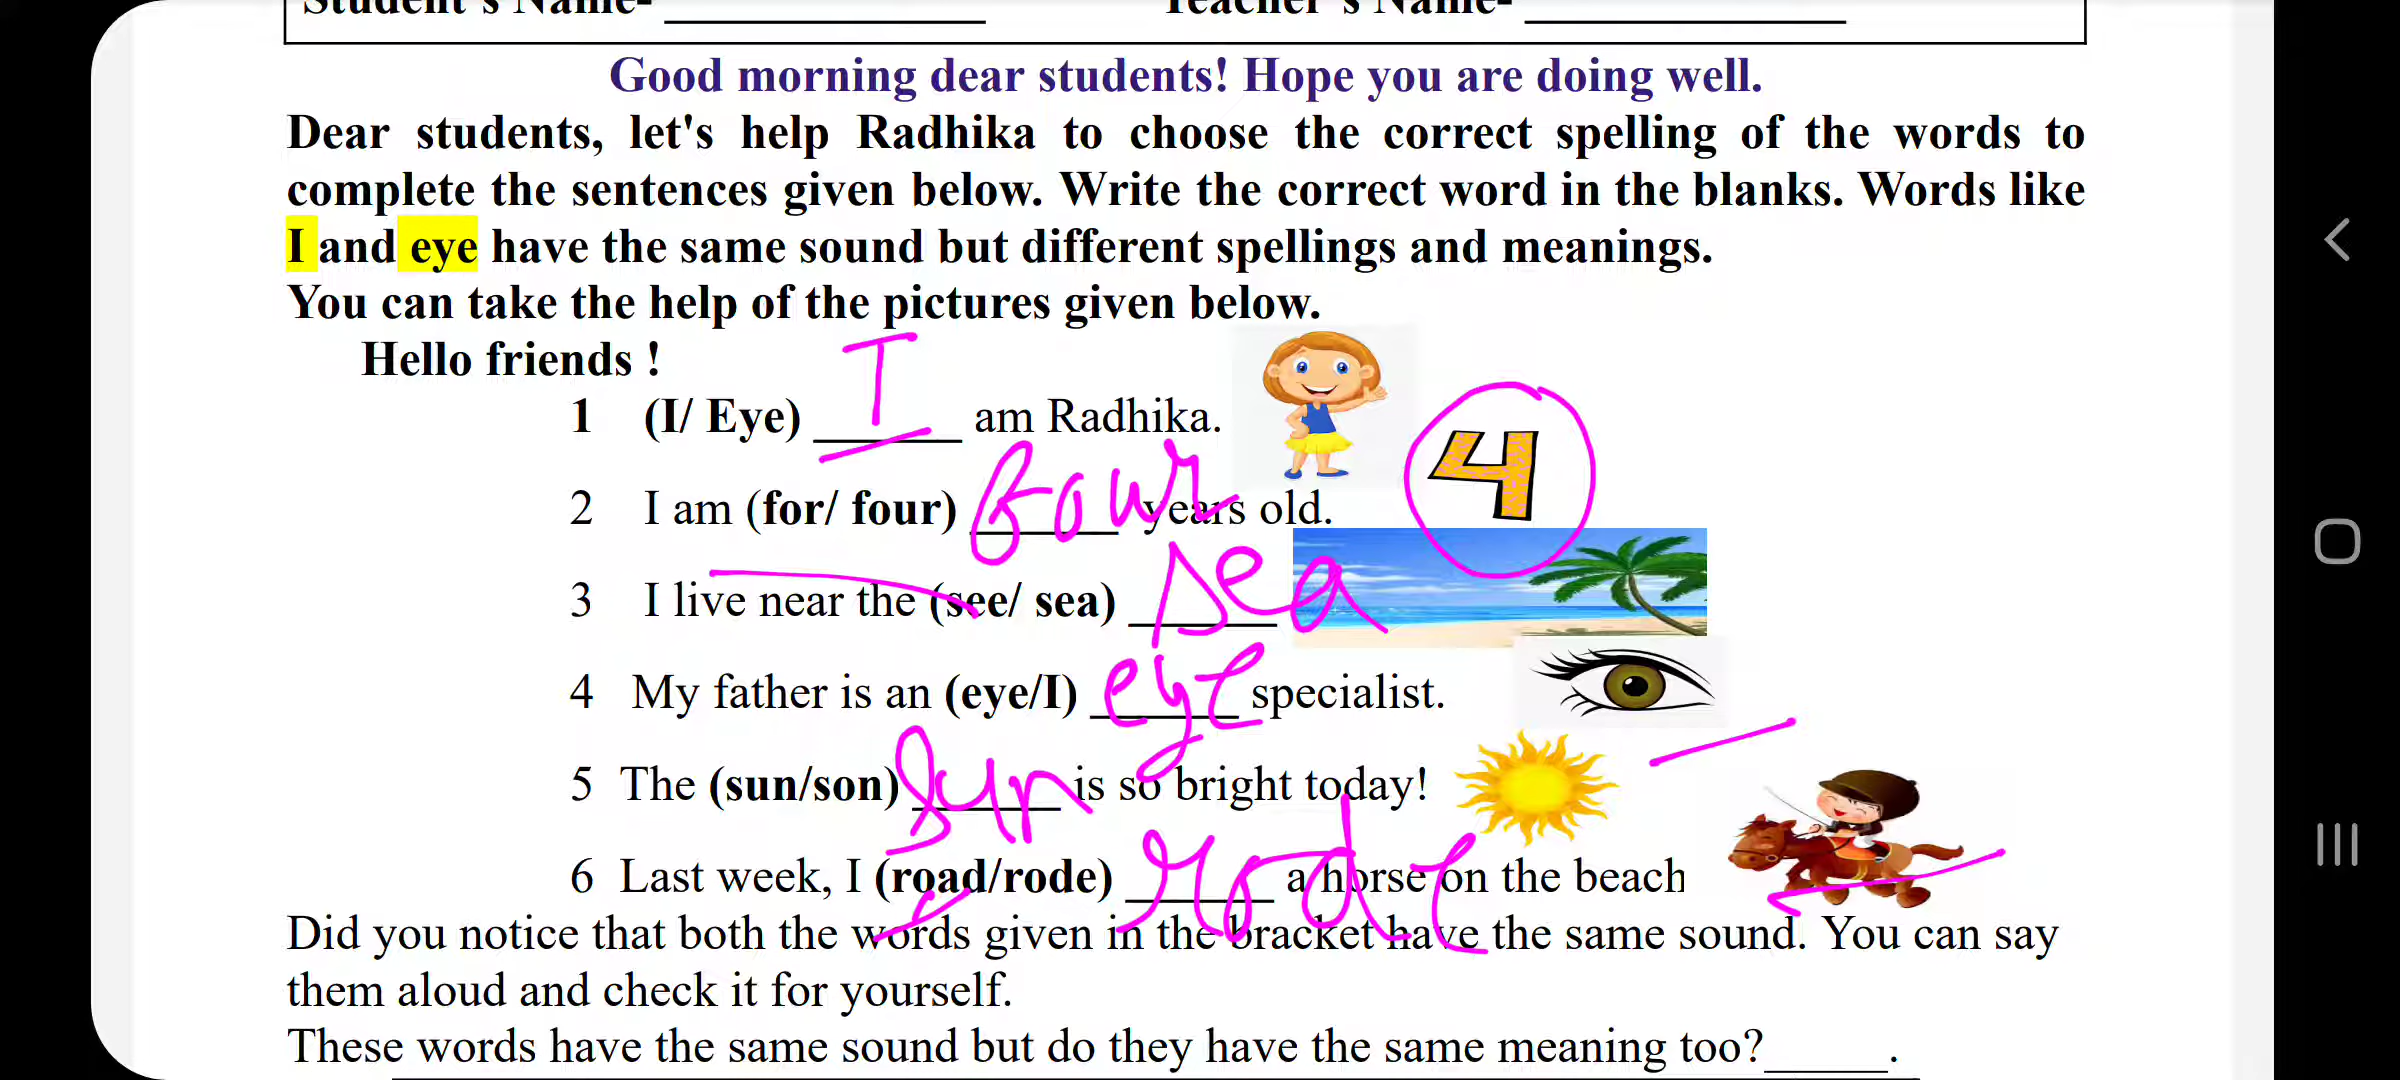 Student's Name- __________ Teacher's Name- __________
Good morning dear students! Hope you are doing well.
Dear students, let's help Radhika to choose the correct spelling of the words to
complete the sentences given below. Write the correct word in the blanks. Words like
I and eye have the same sound but different spellings and meanings.
You can take the help of the pictures given below.
Hello friends !
1 (I/ Eye) I am Radhika.
2 I am (for/ four) four years old. 4
3 I live near the (see/ sea) sea
4 My father is an (eye/I) eye specialist.
5 The (sun/son) sun is so bright today!
6 Last week, I (road/rode) rode a horse on the beach
Did you notice that both the words given in the bracket have the same sound. You can say
them aloud and check it for yourself.
These words have the same sound but do they have the same meaning too?_____.